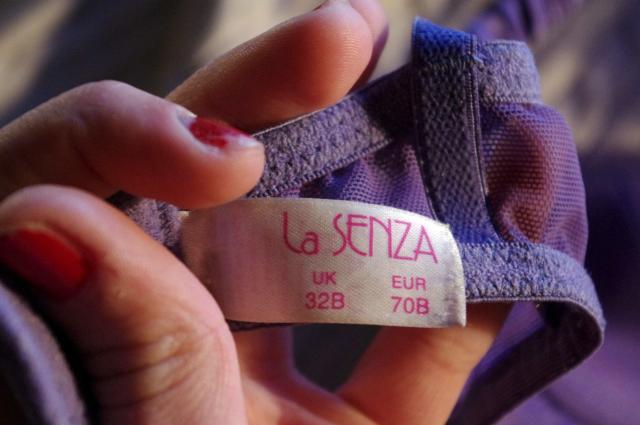 La SENZA
UK EUR
32B 70B